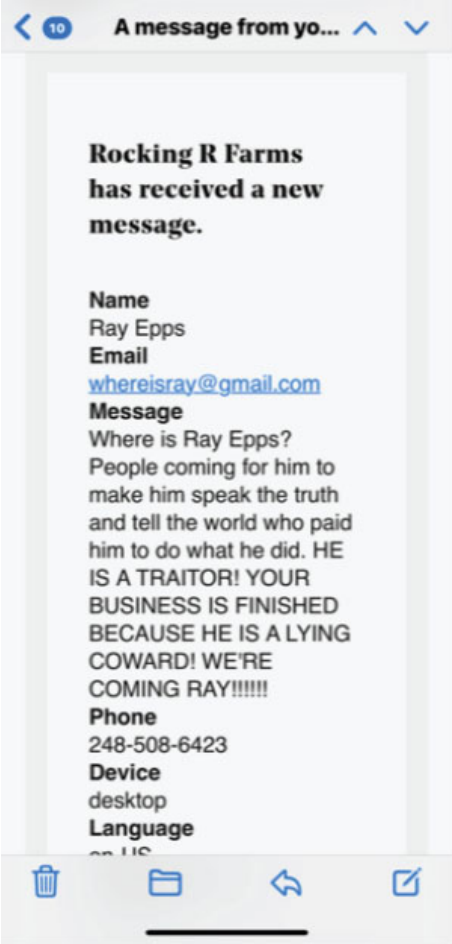 10
A message from yo...
Rocking R Farms
has received a new
message.
Name
Ray Epps
Email
whereisray@gmail.com
Message
Where is Ray Epps?
People coming for him to
make him speak the truth
and tell the world who paid
him to do what he did. HE
IS A TRAITOR! YOUR
BUSINESS IS FINISHED
BECAUSE HE IS A LYING
COWARD! WE'RE
COMING RAY!!!!!!
Phone
248-508-6423
Device
desktop
Language
en-US